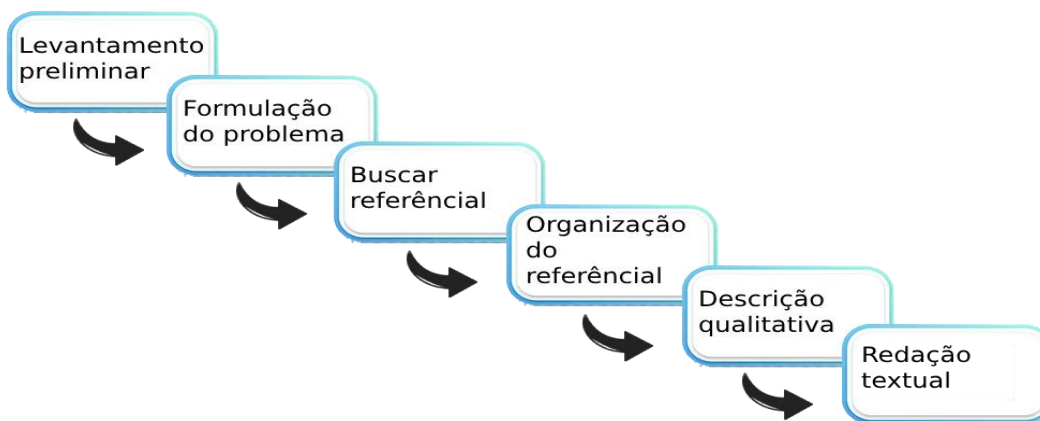 Levantamento
preliminar
Formulação
do problema
Buscar
referêncial
Organização
do
referêncial
Descrição
qualitativa
Redação
textual